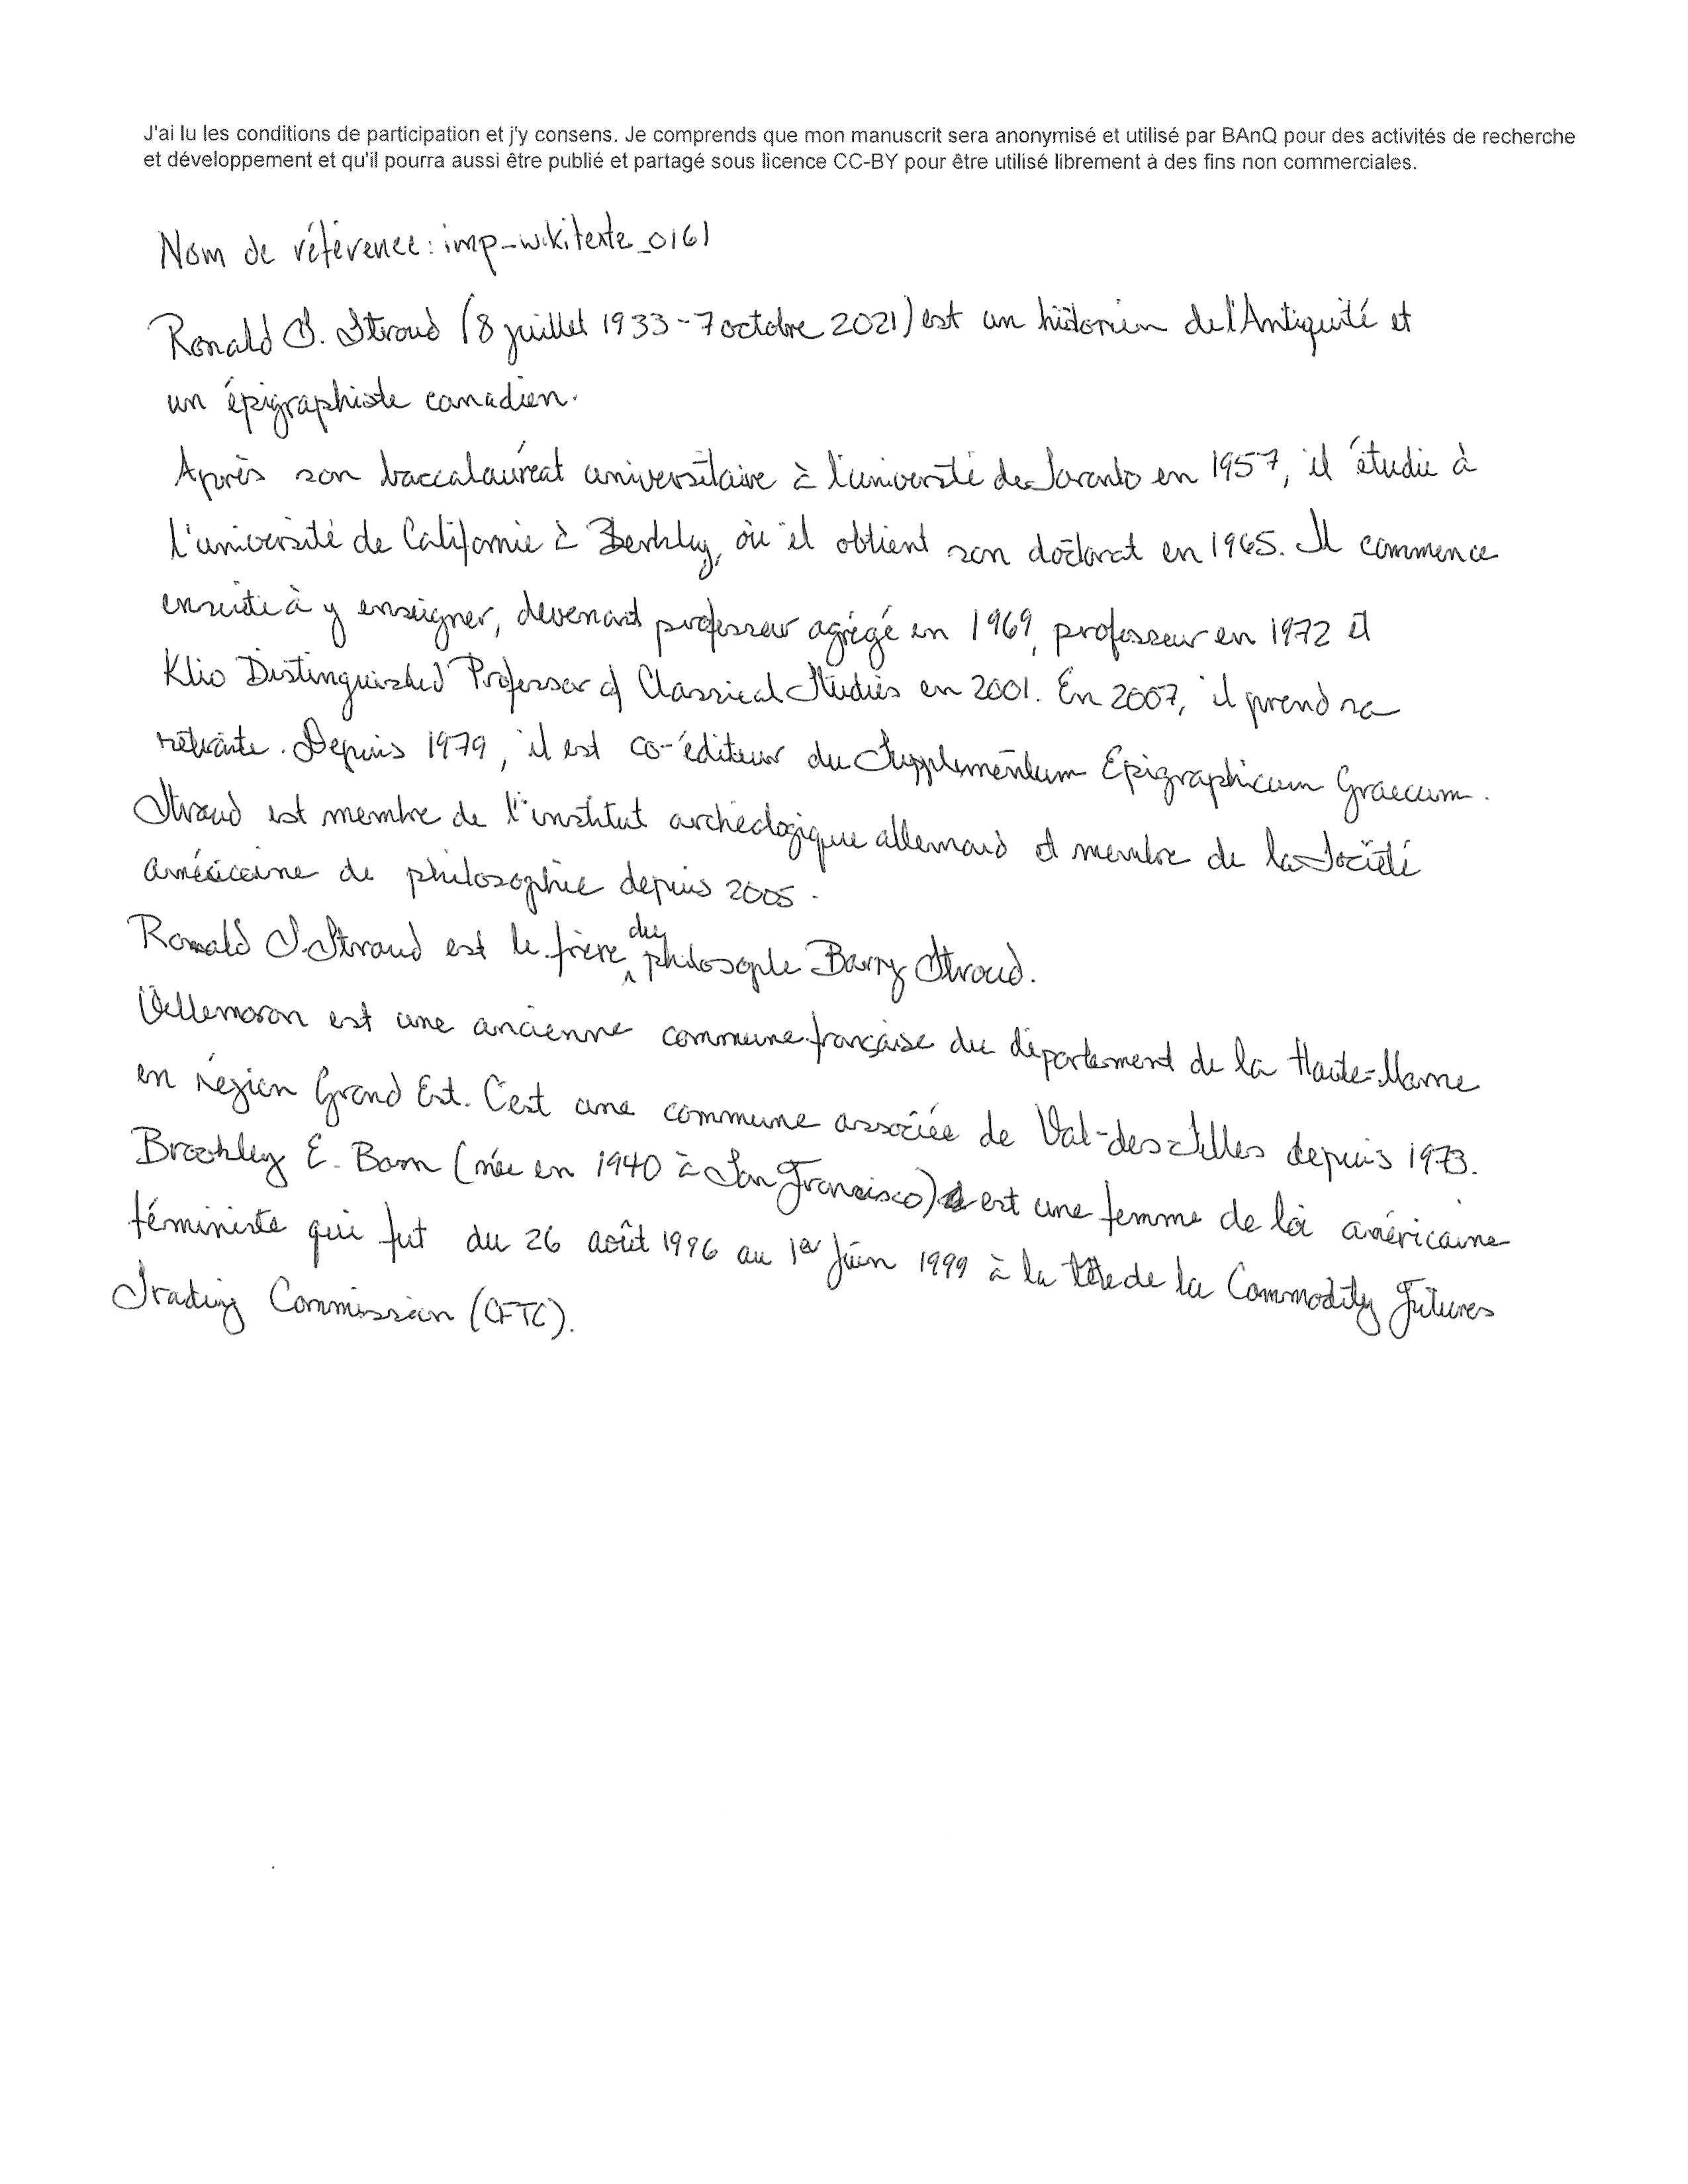 J'ai lu les conditions de participation et j'y consens. Je comprends que mon manuscrit sera anonymisé et utilisé par BAnQ pour des activités de recherche
et développement et qu'il pourra aussi être publié et partagé sous licence CC-BY pour être utilisé librement à des fins non commerciales.
Nom de référence : imp-wikitexte_0161
Ronald S. Stroud (8 juillet 1933 - 7 octobre 2021) est un historien de l'Antiquité et
un épigraphiste canadien.
Après son baccalauréat universitaire à l'université de Toronto en 1957, il étudie à
l'université de Californie à Berkley, où il obtient son doctorat en 1965. Il commence
ensuite à y enseigner, devenant professeur agrégé en 1969, professeur en 1972 et
Klio Distinguished Professor of Classical Studies en 2001. En 2007, il prend sa
retraite. Depuis 1979, il est co-éditeur du Supplementum Epigraphicum Graecum.
Stroud est membre de l'institut archéologique allemand et membre de la Société
américaine de philosophie depuis 2005.
Ronald S. Stroud est le frère du philosophe Barry Stroud.
Villemoron est une ancienne commune française du département de la Haute-Marne
en région Grand Est. C'est une commune associée de Val-des-Tilles depuis 1973.
Brooksley E. Born (née en 1940 à San Francisco) est une femme de loi américaine
féministe qui fut du 26 août 1996 au 1er juin 1999 à la tête de la Commodity Futures
Trading Commission (CFTC).